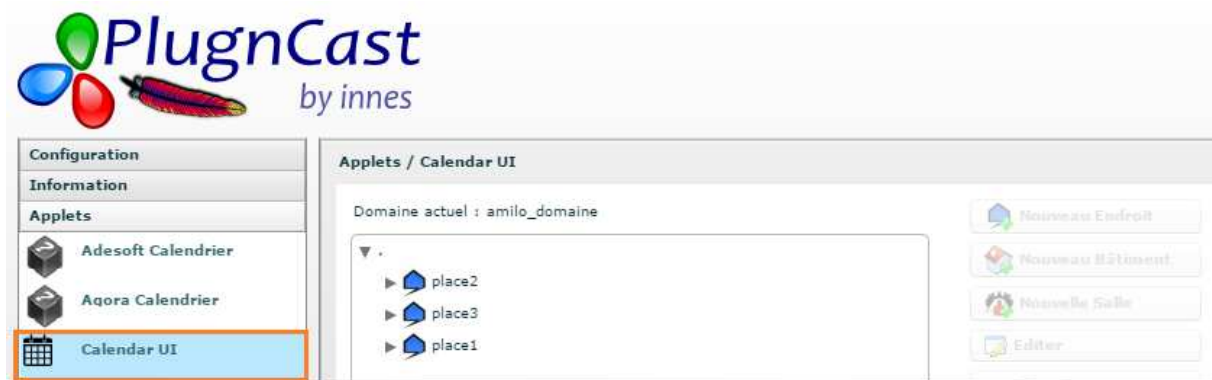 PlugnCast
by innes
Configuration
Information
Applets
Adesoft Calendrier
Agora Calendrier
Calendar UI
Applets / Calendar UI
Domaine actuel : amilo_domaine
.
place2
place3
place1
Nouveau Endroit
Nouveau Bâtiment
Nouvelle Salle
Editer